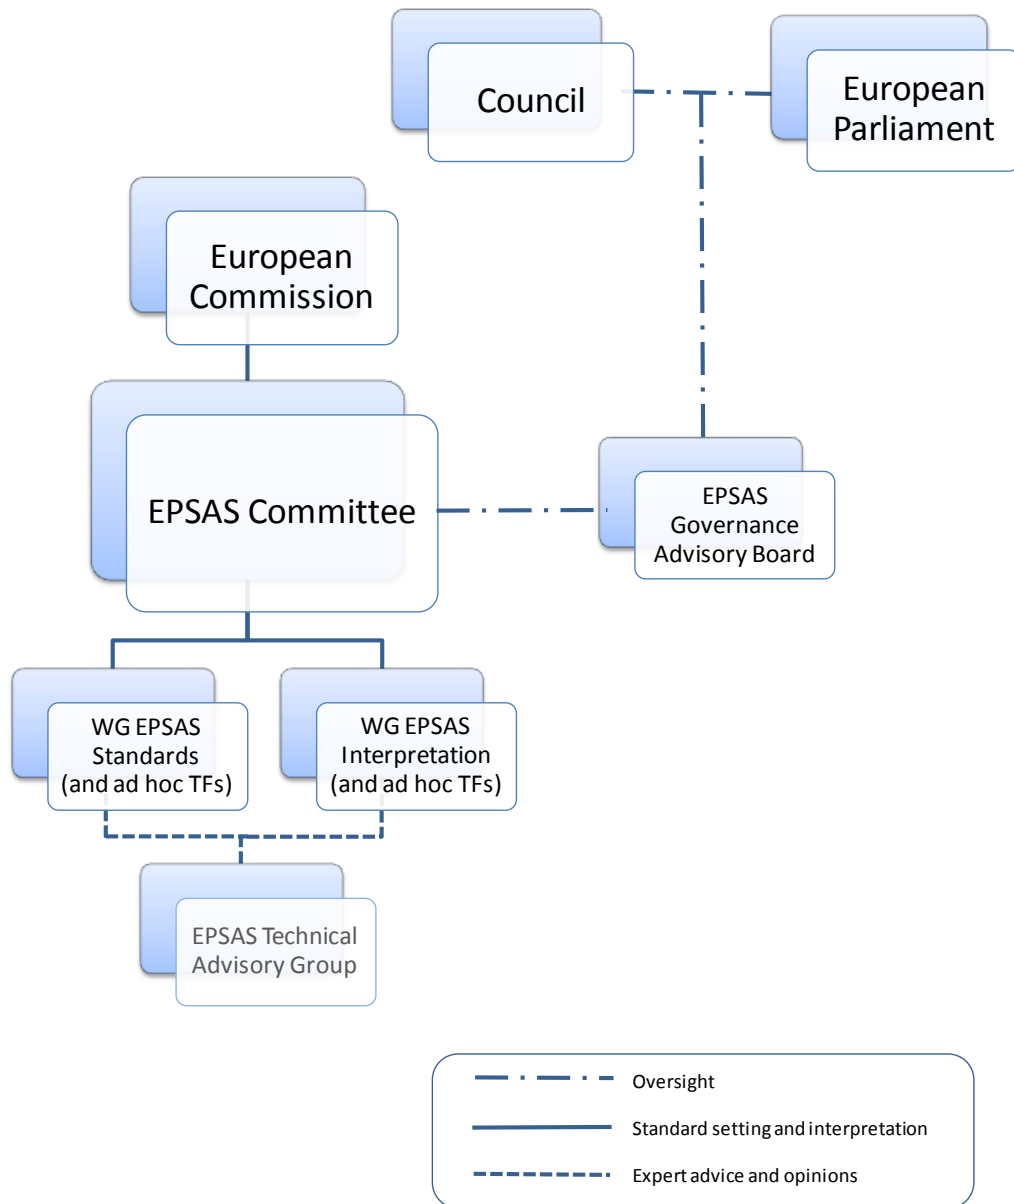 Council
European
Parliament
European
Commission
EPSAS Committee
EPSAS
Governance
Advisory Board
WG EPSAS
Standards
(and ad hoc TFs)
WG EPSAS
Interpretation
(and ad hoc TFs)
EPSAS Technical
Advisory Group
Oversight
Standard setting and interpretation
Expert advice and opinions